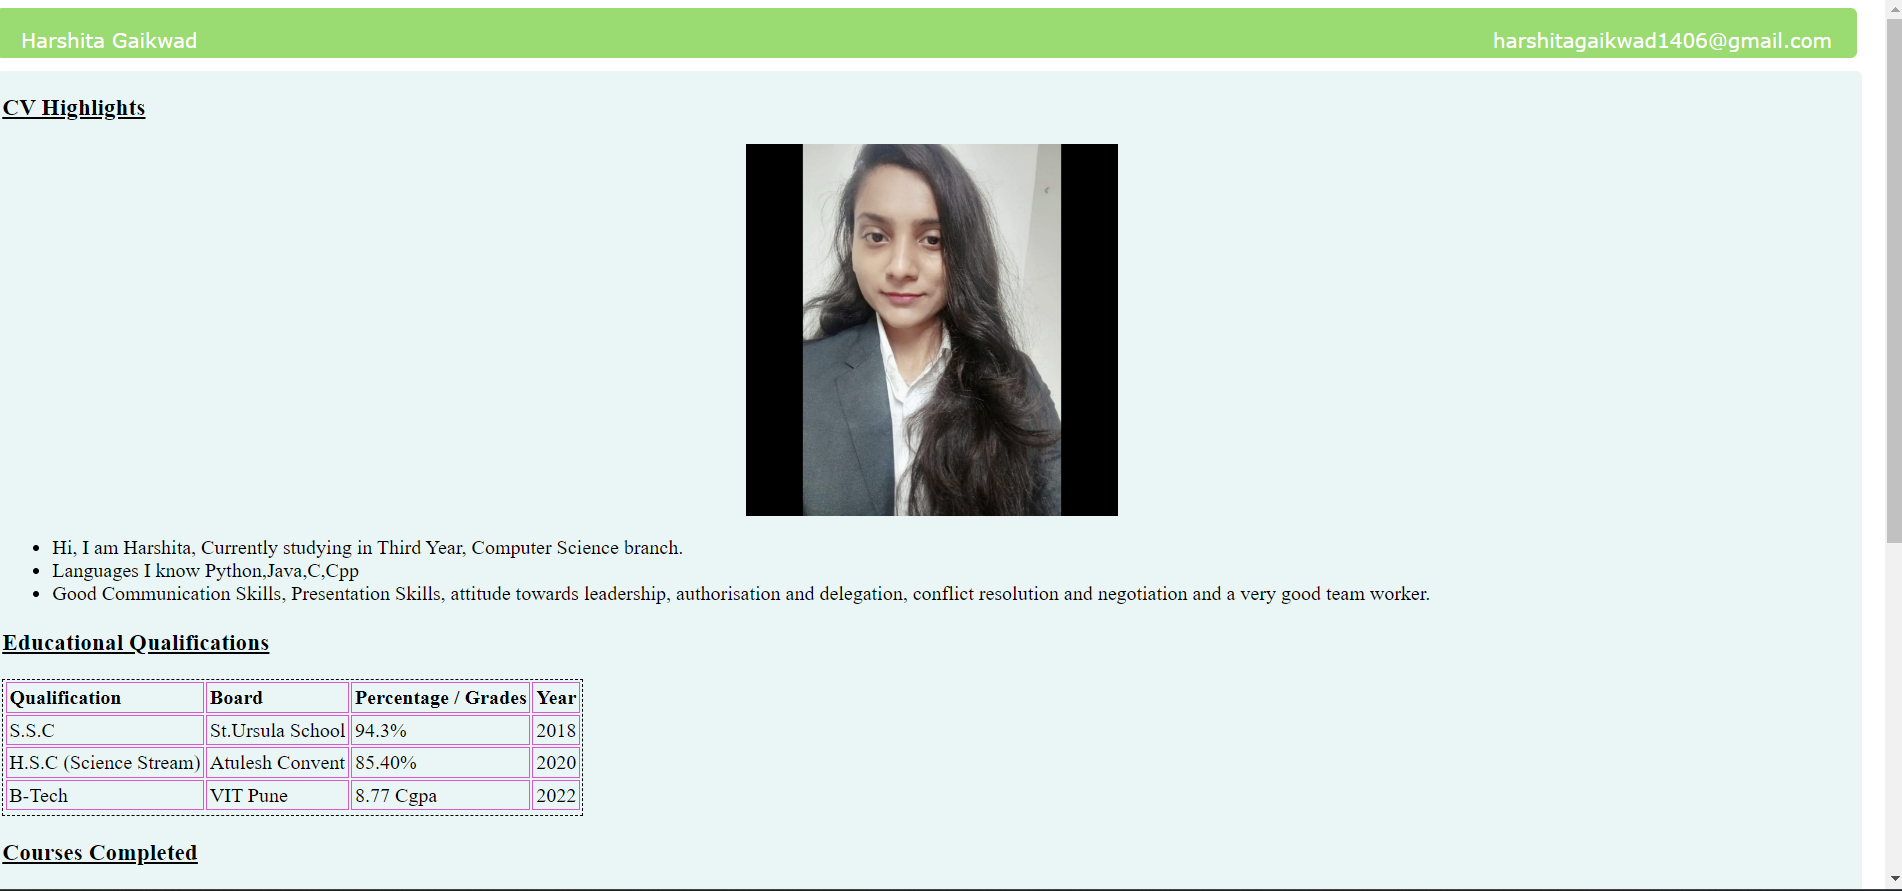 Harshita Gaikwad harshitagaikwad1406@gmail.com
CV Highlights
Hi, I am Harshita, Currently studying in Third Year, Computer Science branch.
Languages I know Python,Java,C,Cpp
Good Communication Skills, Presentation Skills, attitude towards leadership, authorisation and delegation, conflict resolution and negotiation and a very good team worker.
Educational Qualifications
Qualification Board Percentage / Grades Year
S.S.C St.Ursula School 94.3% 2018
H.S.C (Science Stream) Atulesh Convent 85.40% 2020
B-Tech VIT Pune 8.77 Cgpa 2022
Courses Completed